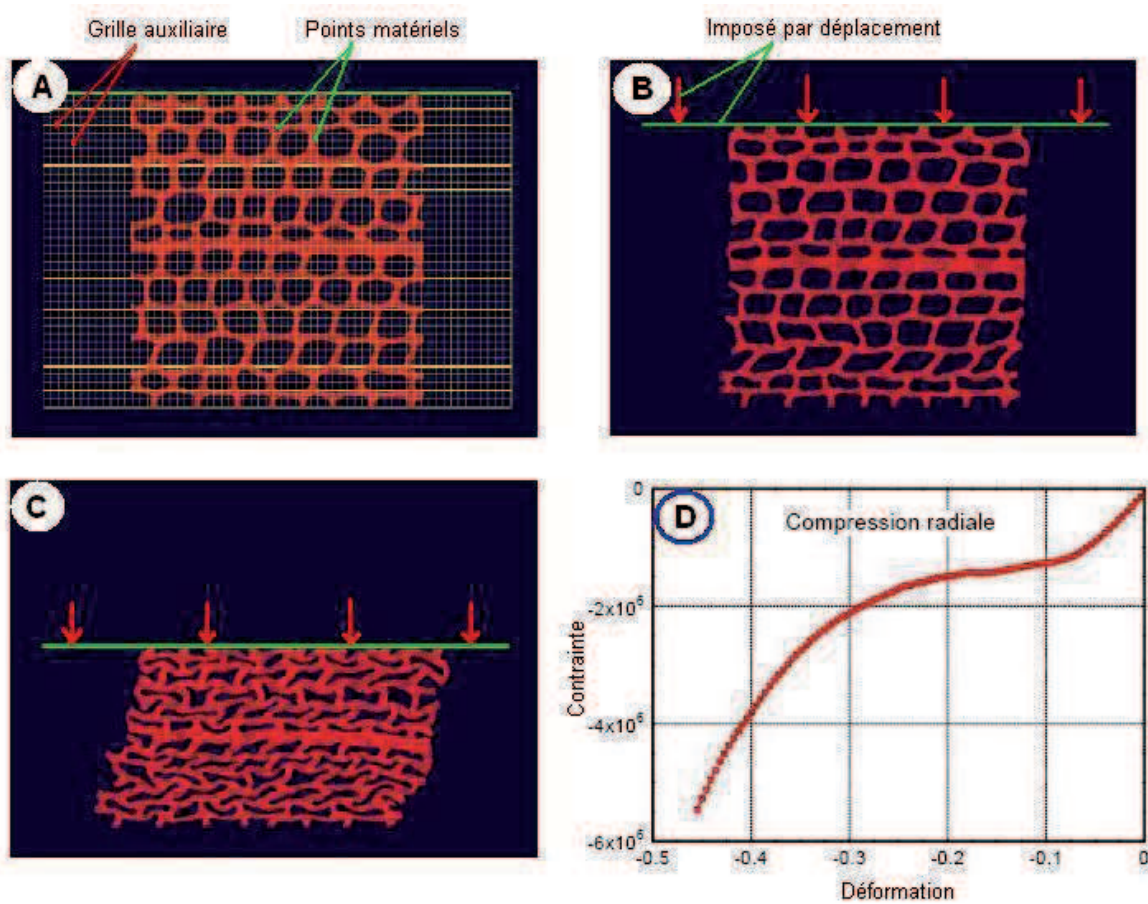 Grille auxiliaire
Points matériels
Imposé par déplacement
A
B
C
D
Compression radiale
0
-2x10⁶
-4x10⁶
-6x10⁶
Contrainte
-0.5
-0.4
-0.3
-0.2
-0.1
0
Déformation